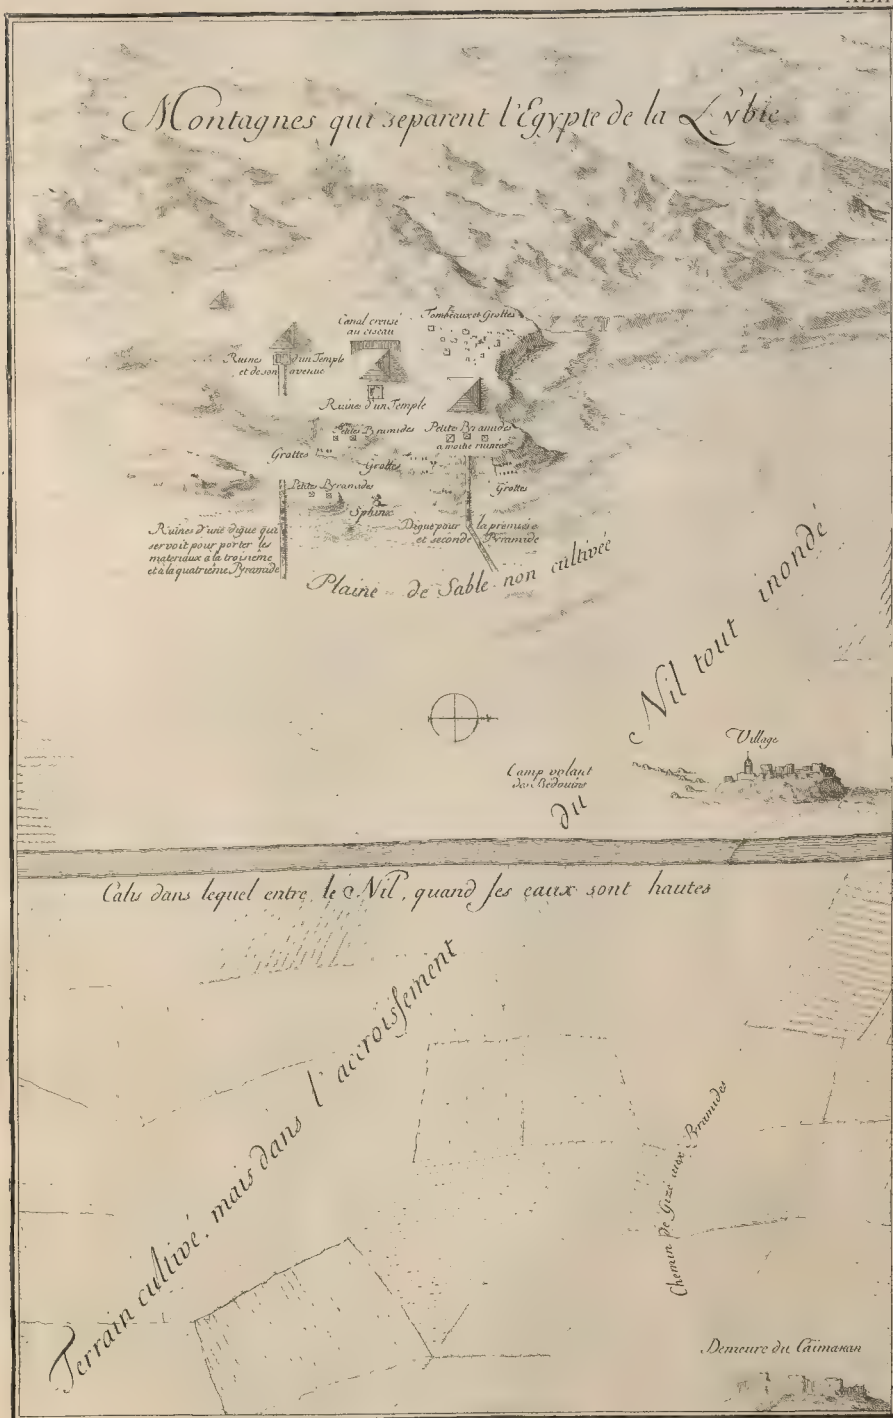 Montagnes qui separent l'Egypte de la Lybie.
Canal creusé
au ciseau
Tombeaux et Grottes
Ruines d'un Temple
et de son avenue
Ruines d'un Temple
Petites Pyramides
Petites Pyramides
a moitie ruinées
Grottes
Grottes
Grottes
Petites Pyramides
Sphinx
Ruines d'une digue qui
servoit pour porter les
materiaux à la troisième
et à la quatrième Pyramide
Digue pour la premiere
et seconde Pyramide
Plaine de Sable non cultivée
Village
Camp volant
des Bedouins
Calis dans lequel entre le Nil, quand ses eaux sont hautes
Terrain cultivé. mais dans l'accroissement
du Nil tout inondé
Chemin de Gize aux Pyramides
Demeure du Caimakan